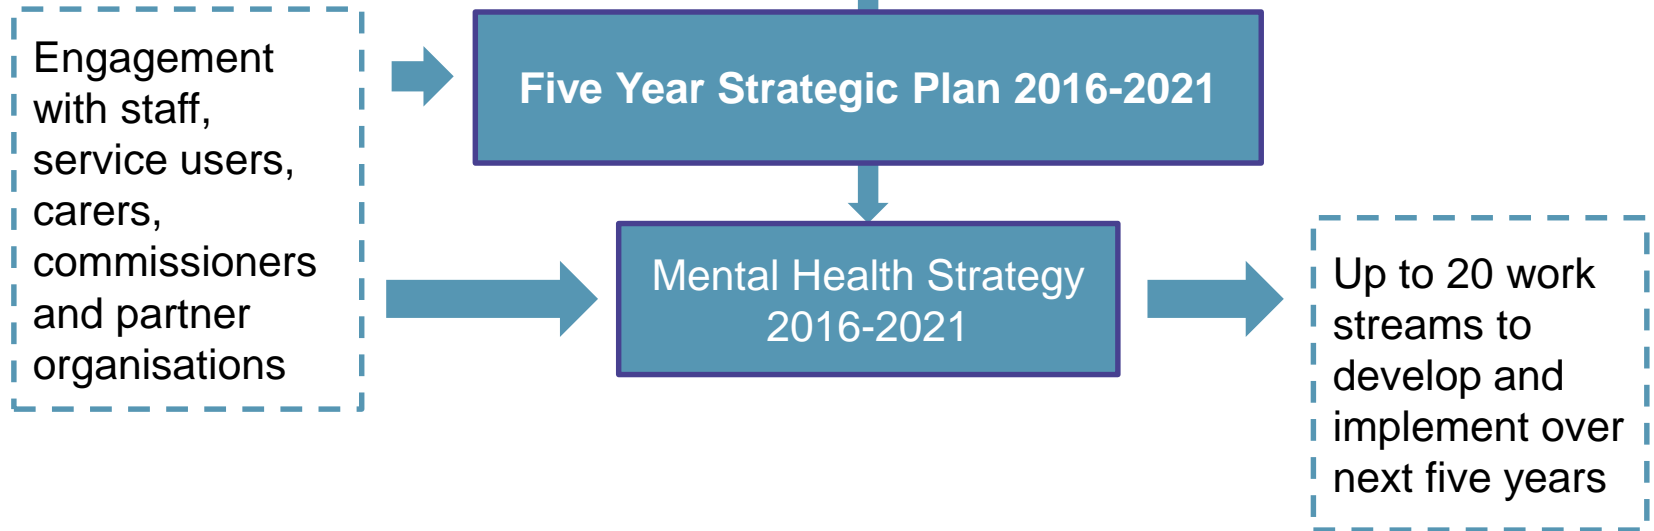 Engagement
with staff,
service users,
carers,
commissioners
and partner
organisations
Five Year Strategic Plan 2016-2021
Mental Health Strategy
2016-2021
Up to 20 work
streams to
develop and
implement over
next five years